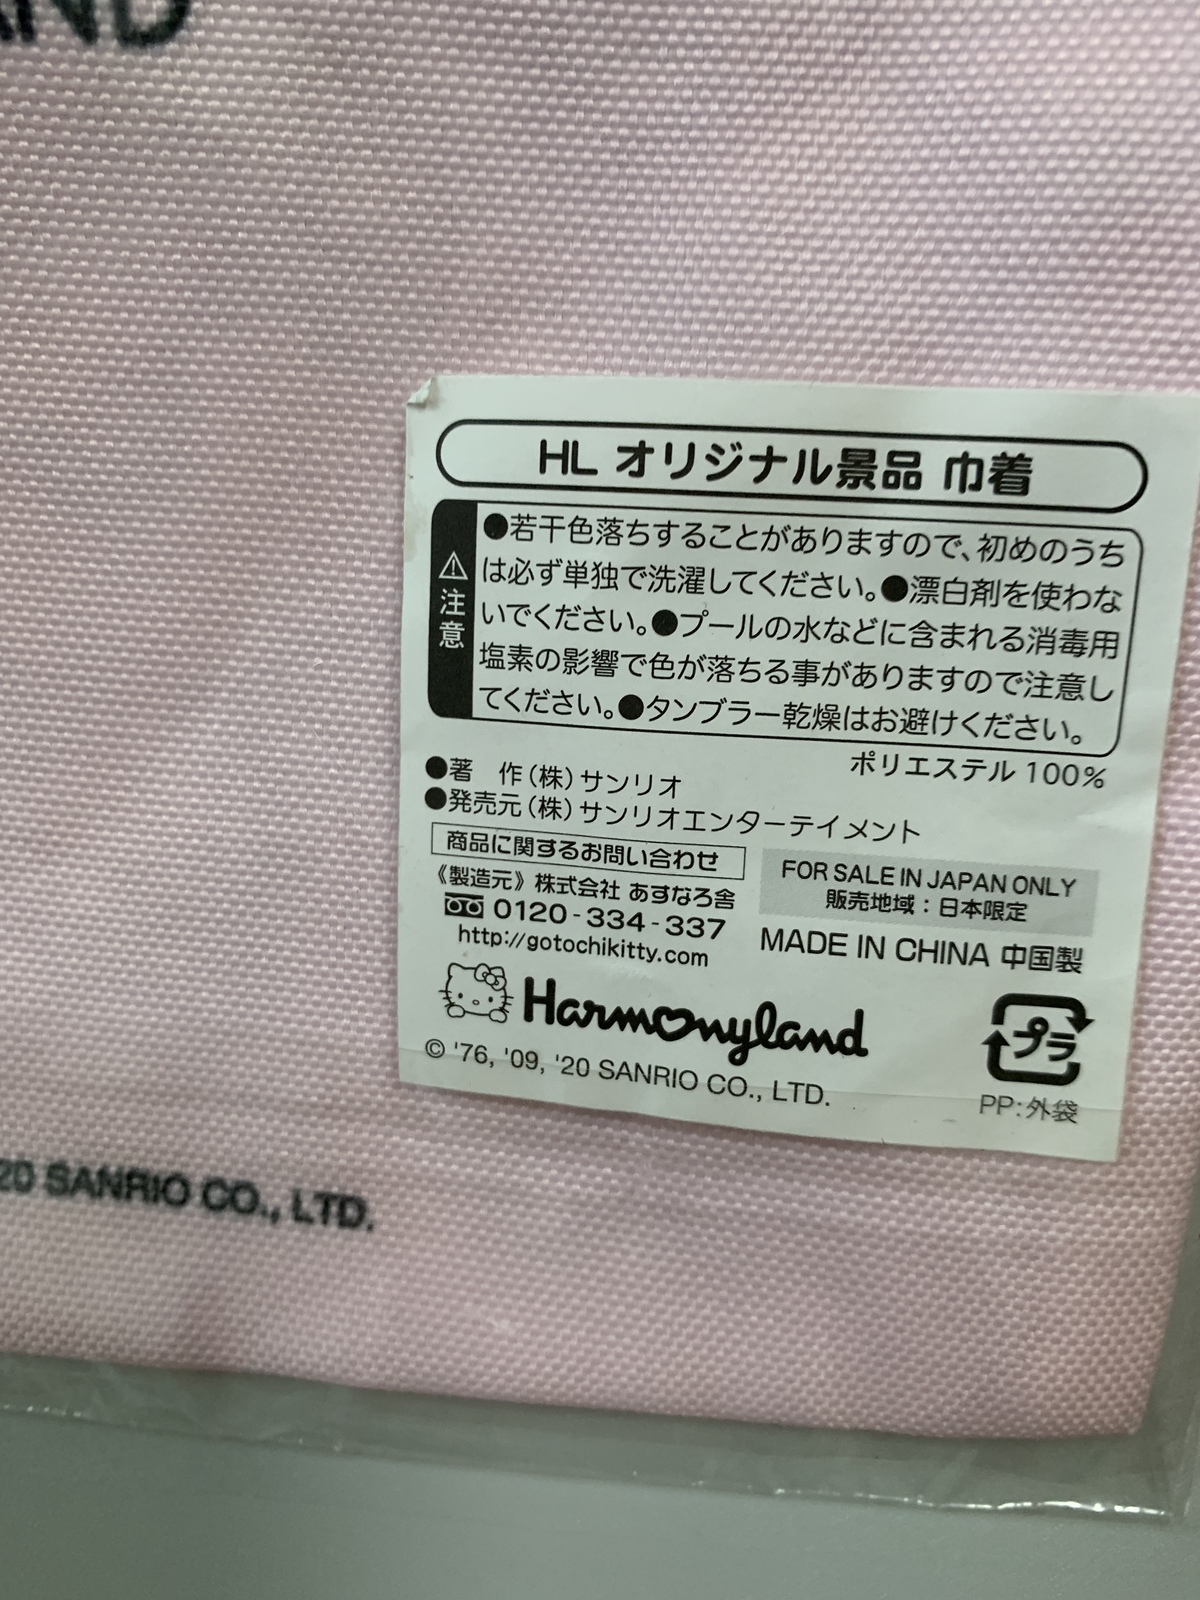 AND
HL オリジナル景品 巾着
⚠注意
●若干色落ちすることがありますので、初めのうち
は必ず単独で洗濯してください。●漂白剤を使わな
いでください。●プールの水などに含まれる消毒用
塩素の影響で色が落ちる事がありますので注意し
てください。●タンブラー乾燥はお避けください。
ポリエステル 100%
●著 作(株)サンリオ
●発売元(株)サンリオエンターテイメント
商品に関するお問い合わせ
《製造元》株式会社 あすなろ舎
0120-334-337
http://gotochikitty.com
FOR SALE IN JAPAN ONLY
販売地域:日本限定
MADE IN CHINA 中国製
Harmonyland
© '76, '09, '20 SANRIO CO., LTD.
プラ
PP:外袋
20 SANRIO CO., LTD.